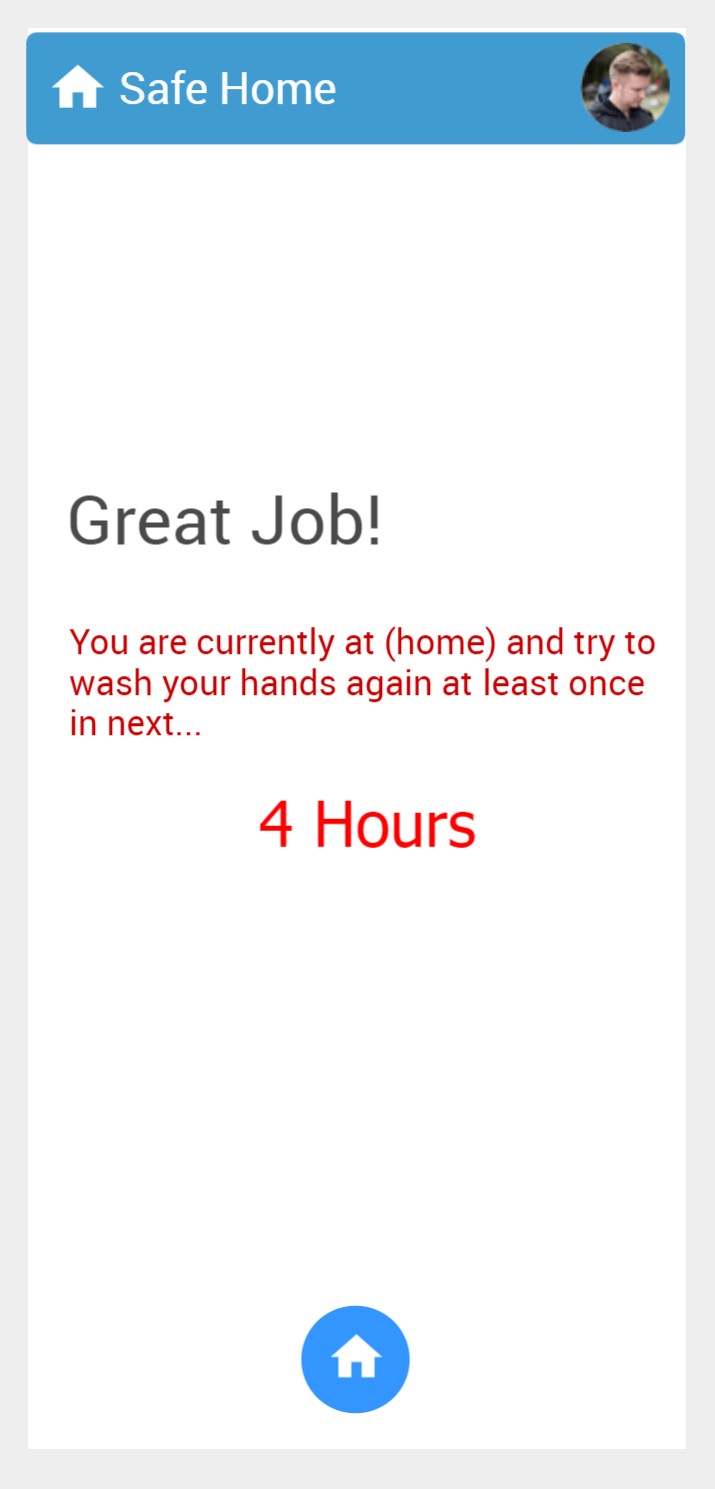 Safe Home
Great Job!
You are currently at (home) and try to
wash your hands again at least once
in next...
4 Hours